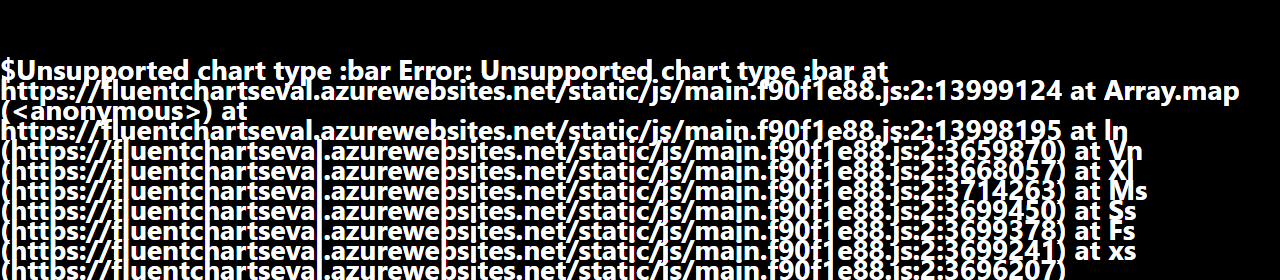 $Unsupported chart type :bar Error: Unsupported chart type :bar at
https://fluentchartseval.azurewebsites.net/static/js/main.f90f1e88.js:2:13999124 at Array.map
(<anonymous>) at
https://fluentchartseval.azurewebsites.net/static/js/main.f90f1e88.js:2:13998195 at ln
(https://fluentchartseval.azurewebsites.net/static/js/main.f90f1e88.js:2:3659870) at Vn
(https://fluentchartseval.azurewebsites.net/static/js/main.f90f1e88.js:2:3668057) at Xl
(https://fluentchartseval.azurewebsites.net/static/js/main.f90f1e88.js:2:3714263) at Ms
(https://fluentchartseval.azurewebsites.net/static/js/main.f90f1e88.js:2:3699450) at Ss
(https://fluentchartseval.azurewebsites.net/static/js/main.f90f1e88.js:2:3699378) at Fs
(https://fluentchartseval.azurewebsites.net/static/js/main.f90f1e88.js:2:3699241) at xs
(https://fluentchartseval.azurewebsites.net/static/js/main.f90f1e88.js:2:3696207)